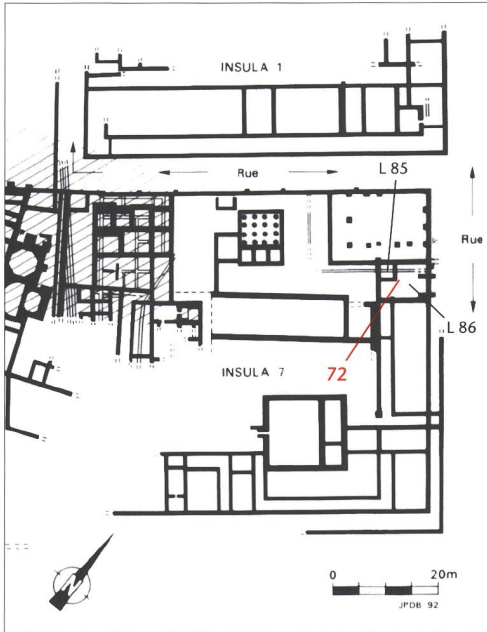 INSULA 1
Rue
L 85
Rue
L 86
72
INSULA 7
0 20m
JPDB 92